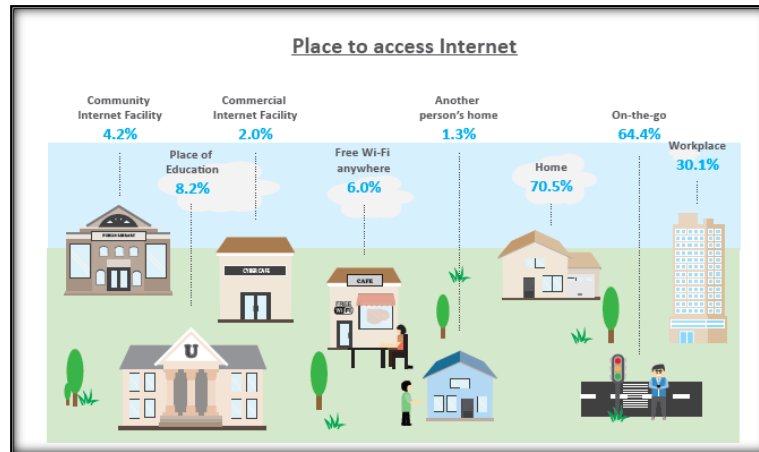 Place to access Internet
Community
Internet Facility
4.2%
Commercial
Internet Facility
2.0%
Another
person's home
1.3%
On-the-go
64.4%
Place of
Education
8.2%
Free Wi-Fi
anywhere
6.0%
Home
70.5%
Workplace
30.1%
PUBLIC LIBRARY
CYBER CAFE
CAFE
FREE
Wi Fi
U